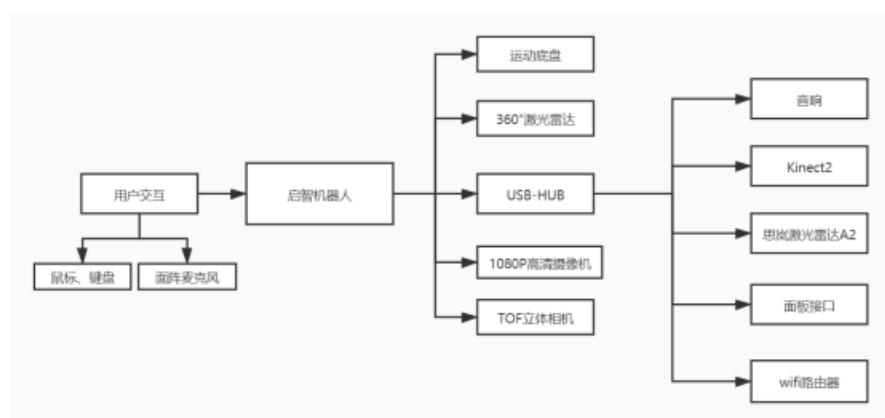 运动底盘
音响
360°激光雷达
Kinect2
用户交互
启智机器人
USB-HUB
思岚激光雷达A2
鼠标、键盘
面阵麦克风
1080P高清摄像机
面板接口
TOF立体相机
wifi路由器